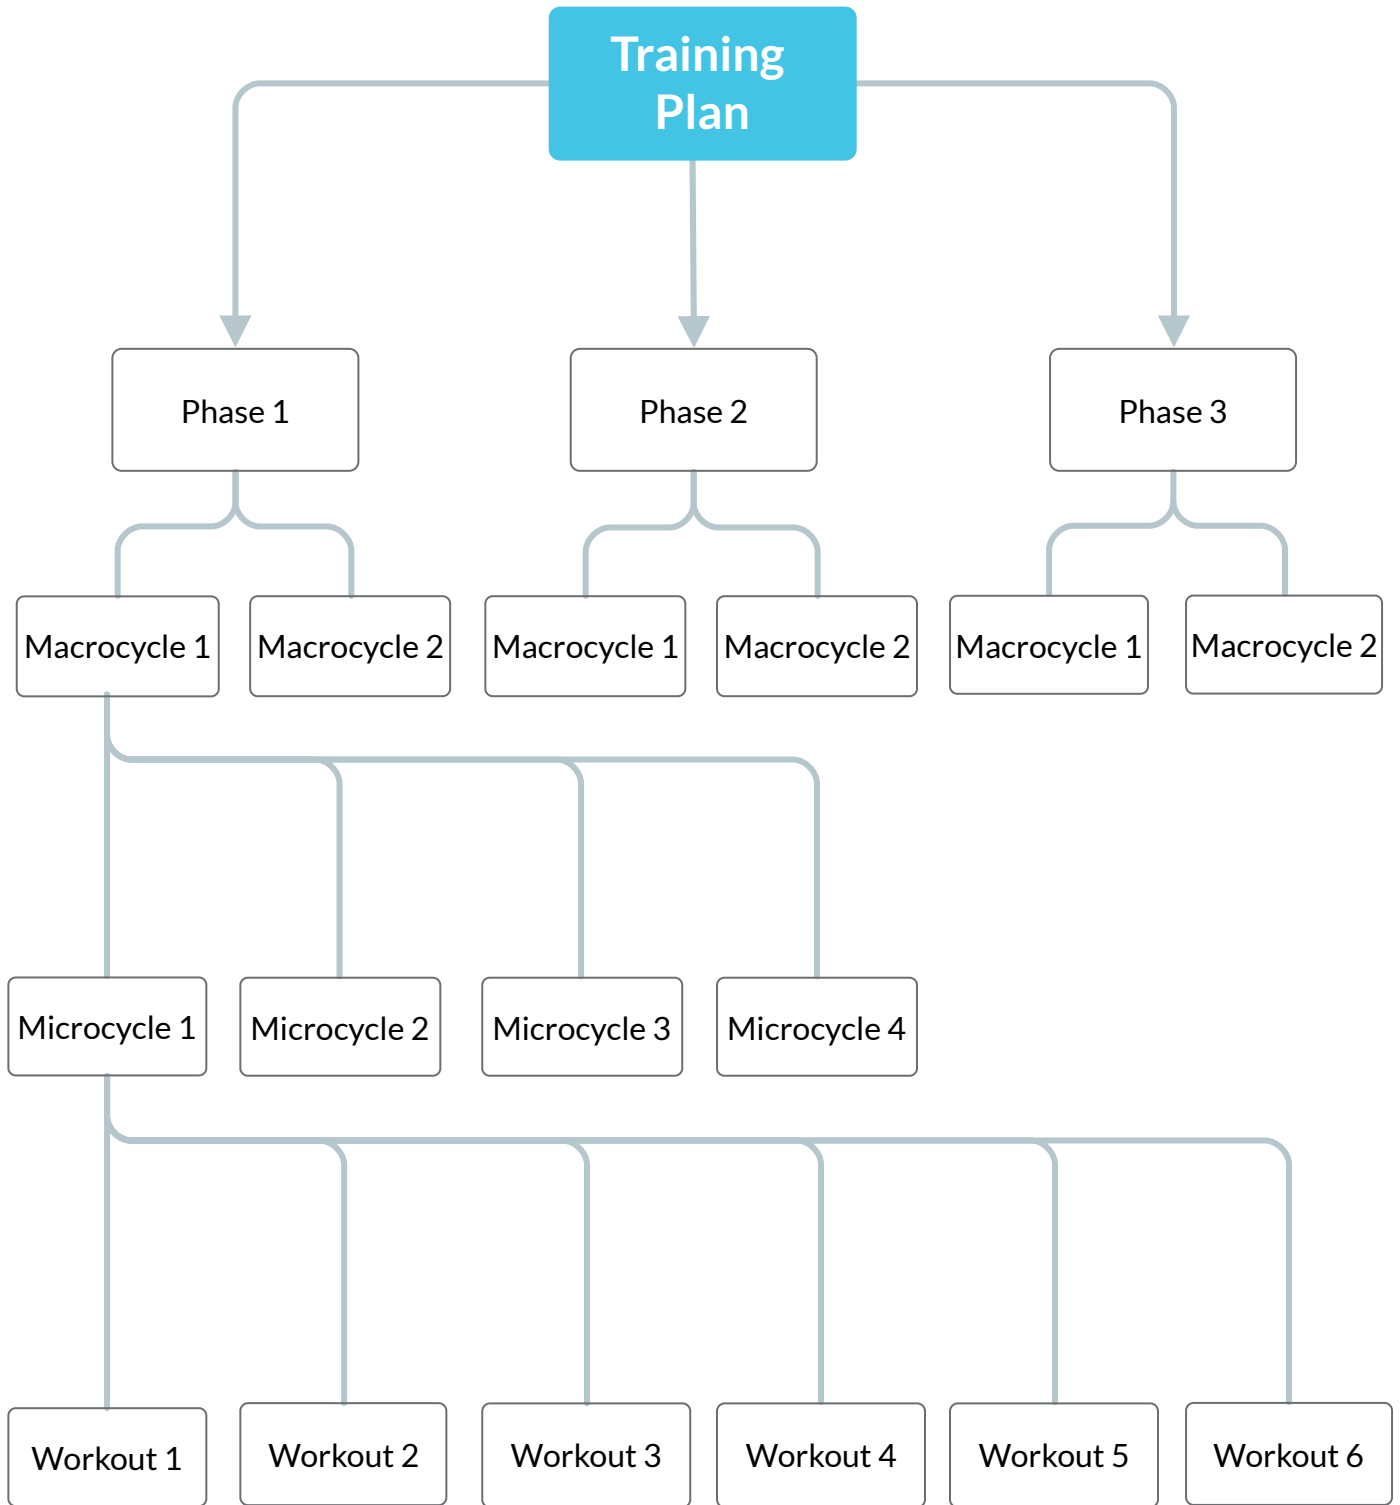 Training
Plan
Phase 1
Phase 2
Phase 3
Macrocycle 1
Macrocycle 2
Macrocycle 1
Macrocycle 2
Macrocycle 1
Macrocycle 2
Microcycle 1
Microcycle 2
Microcycle 3
Microcycle 4
Workout 1
Workout 2
Workout 3
Workout 4
Workout 5
Workout 6